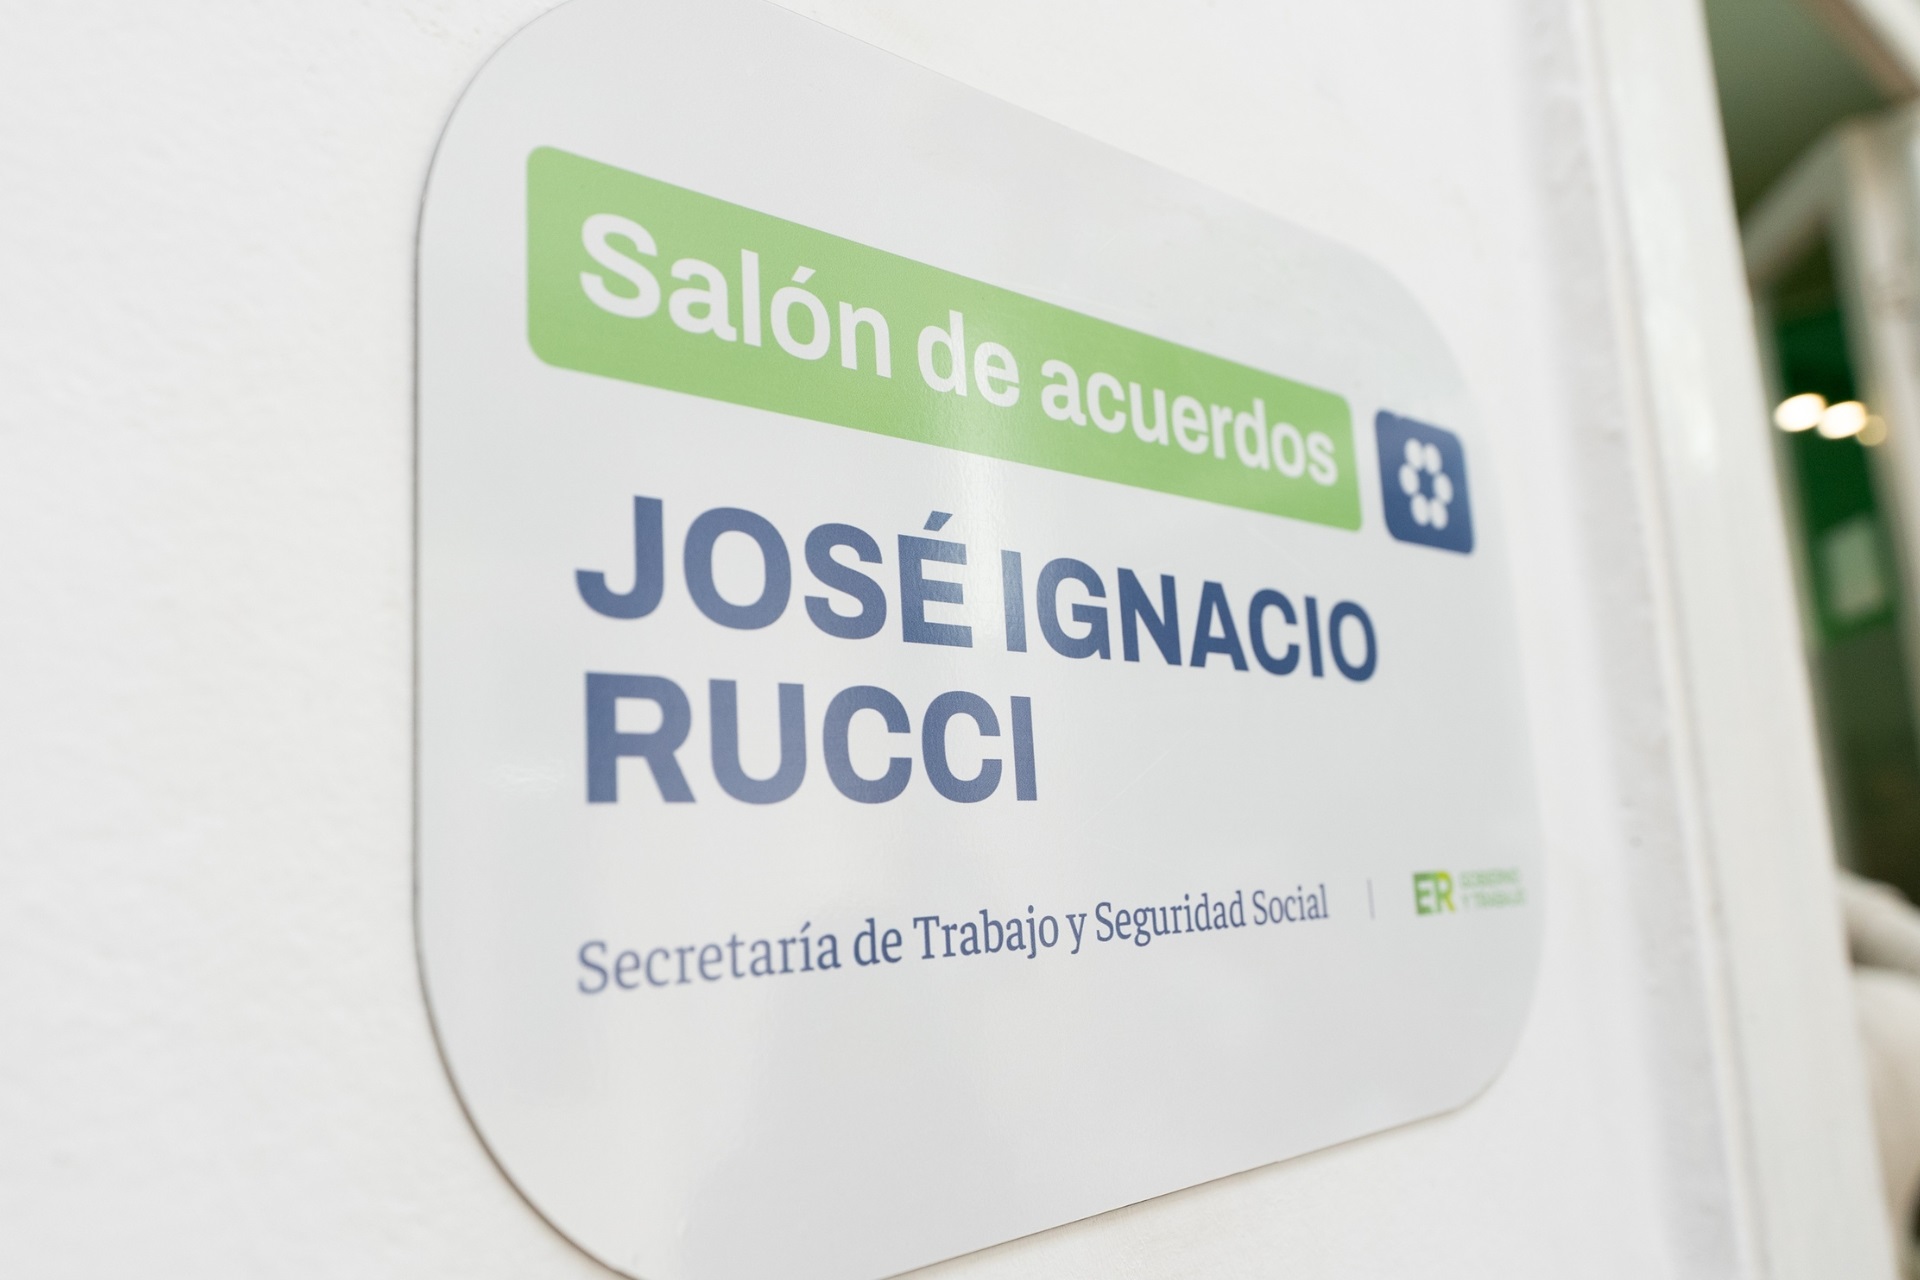 Salón de acuerdos
JOSÉ IGNACIO
RUCCI
Secretaría de Trabajo y Seguridad Social
ER